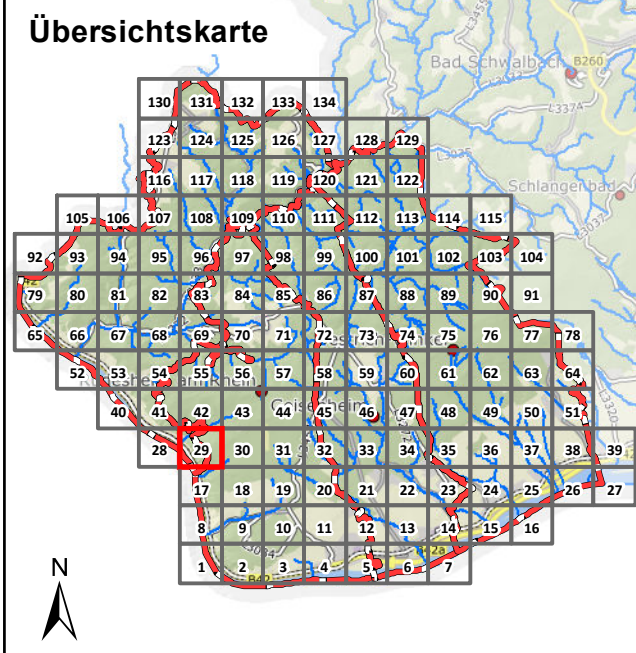 Übersichtskarte
Bad Schwalbach
B260
L3374
L3035
Schlangenbad
L3037
130 131 132 133 134
123 124 125 126 127 128 129
116 117 118 119 120 121 122
105 106 107 108 109 110 111 112 113 114 115
92 93 94 95 96 97 98 99 100 101 102 103 104
79 80 81 82 83 84 85 86 87 88 89 90 91
65 66 67 68 69 70 71 72 73 74 75 76 77 78
52 53 54 55 56 57 58 59 60 61 62 63 64
40 41 42 43 44 45 46 47 48 49 50 51
28 29 30 31 32 33 34 35 36 37 38 39
17 18 19 20 21 22 23 24 25 26 27
8 9 10 11 12 13 14 15 16
L3034
B42a
1 2 3 4 5 6 7
B42
N